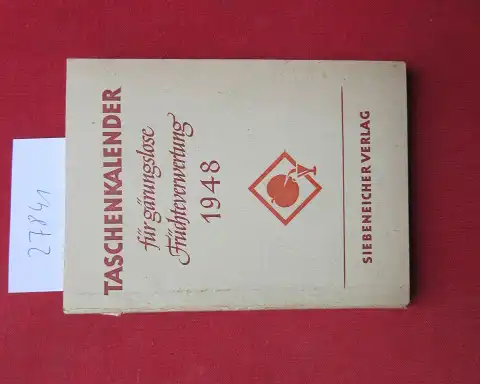 TASCHENKALENDER
für gärungslose
Früchteverwertung
1948
SIEBENEICHER VERLAG
27841